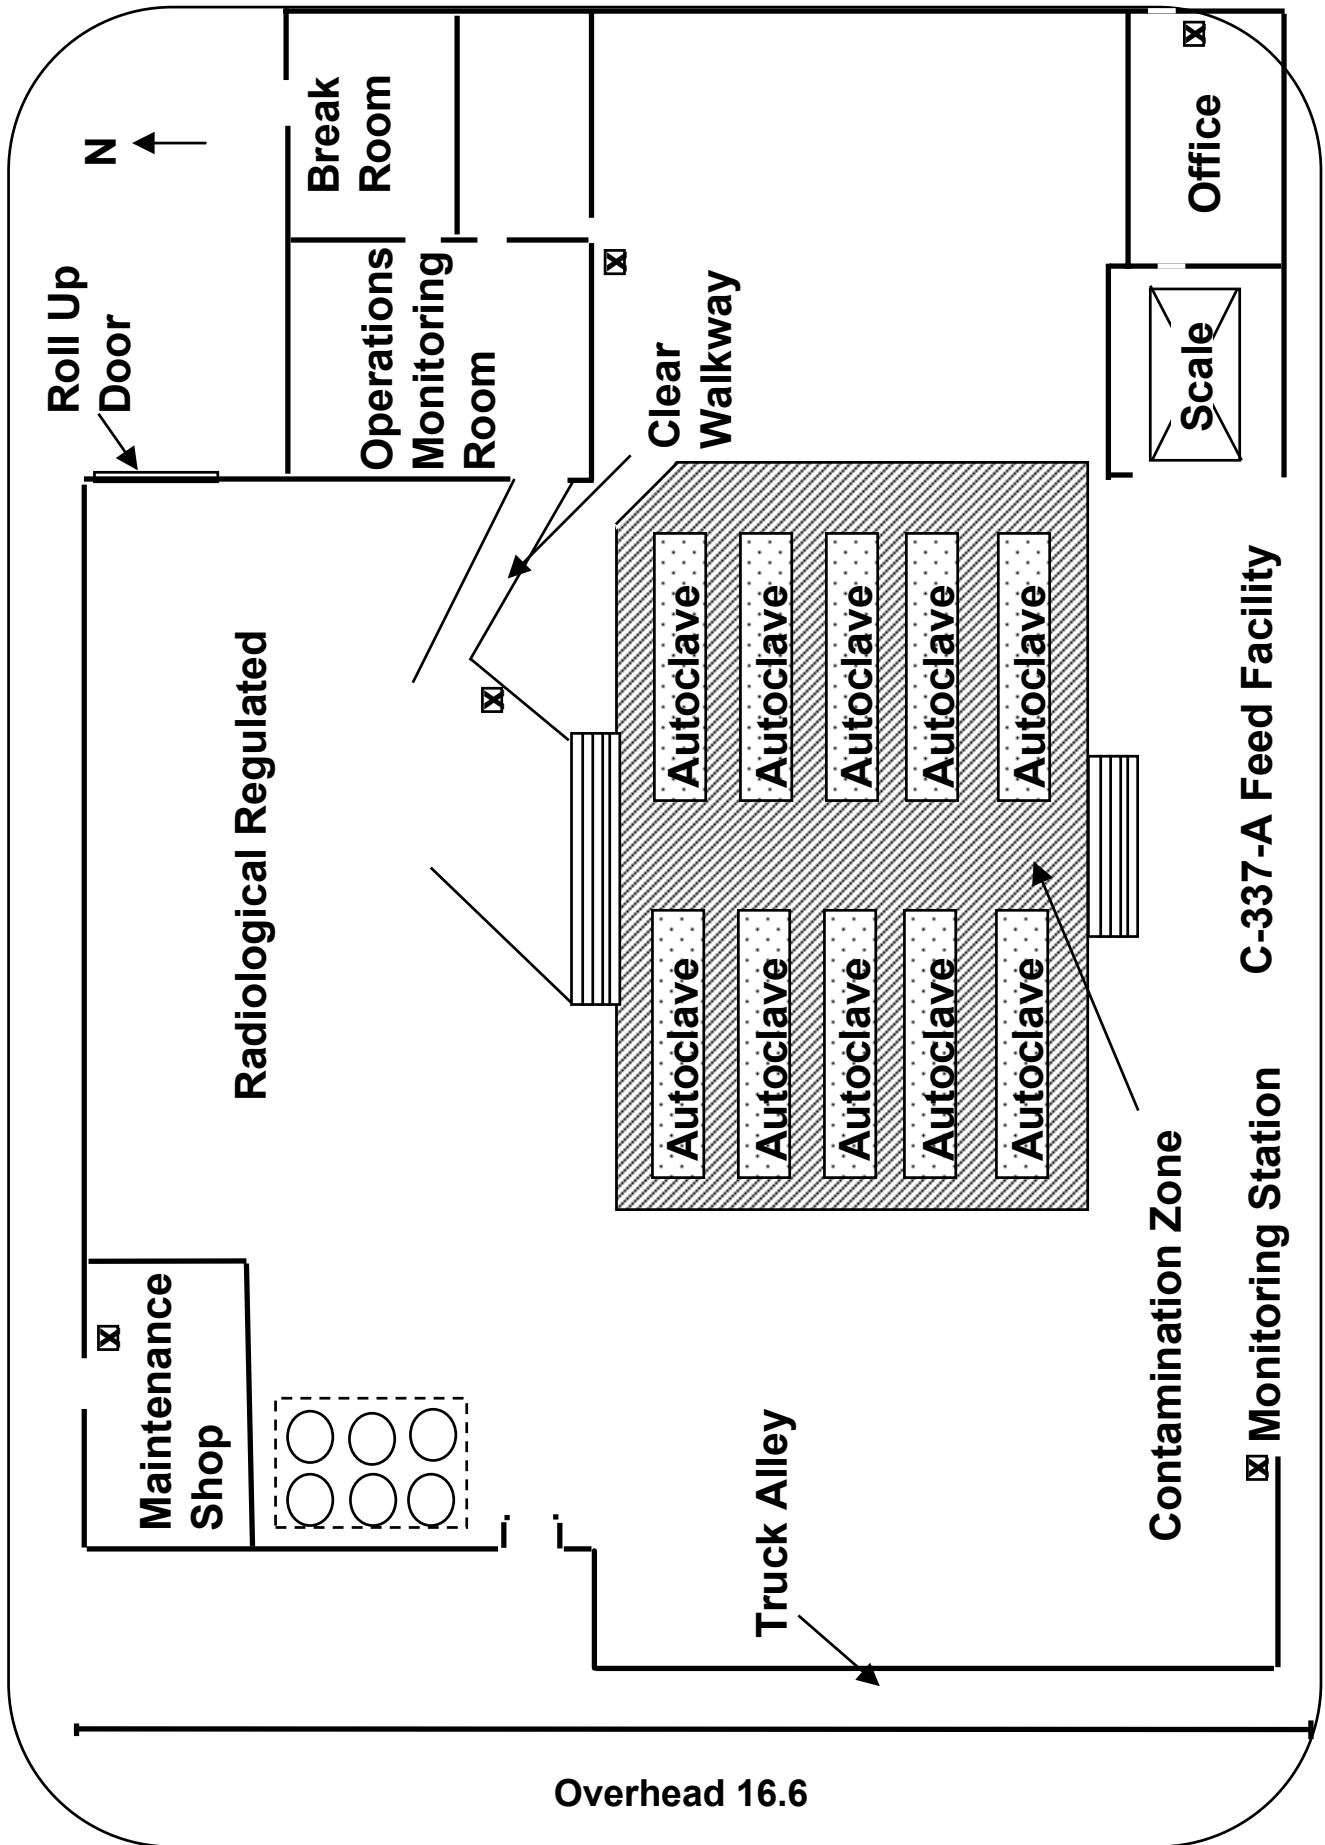 N
Roll Up
Door
Break
Room
Operations
Monitoring
Room
Clear
Walkway
Office
Scale
Radiological Regulated
Autoclave
Autoclave
Autoclave
Autoclave
Autoclave
Autoclave
Autoclave
Autoclave
Autoclave
Autoclave
Maintenance
Shop
Truck Alley
Contamination Zone
C-337-A Feed Facility
X Monitoring Station
X
X
X
X
Overhead 16.6